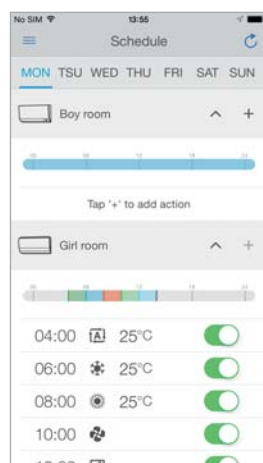 No SIM 13:55
Schedule
MON TSU WED THU FRI SAT SUN
Boy room
Tap '+' to add action
Girl room
04:00 A 25°C
06:00 25°C
08:00 25°C
10:00